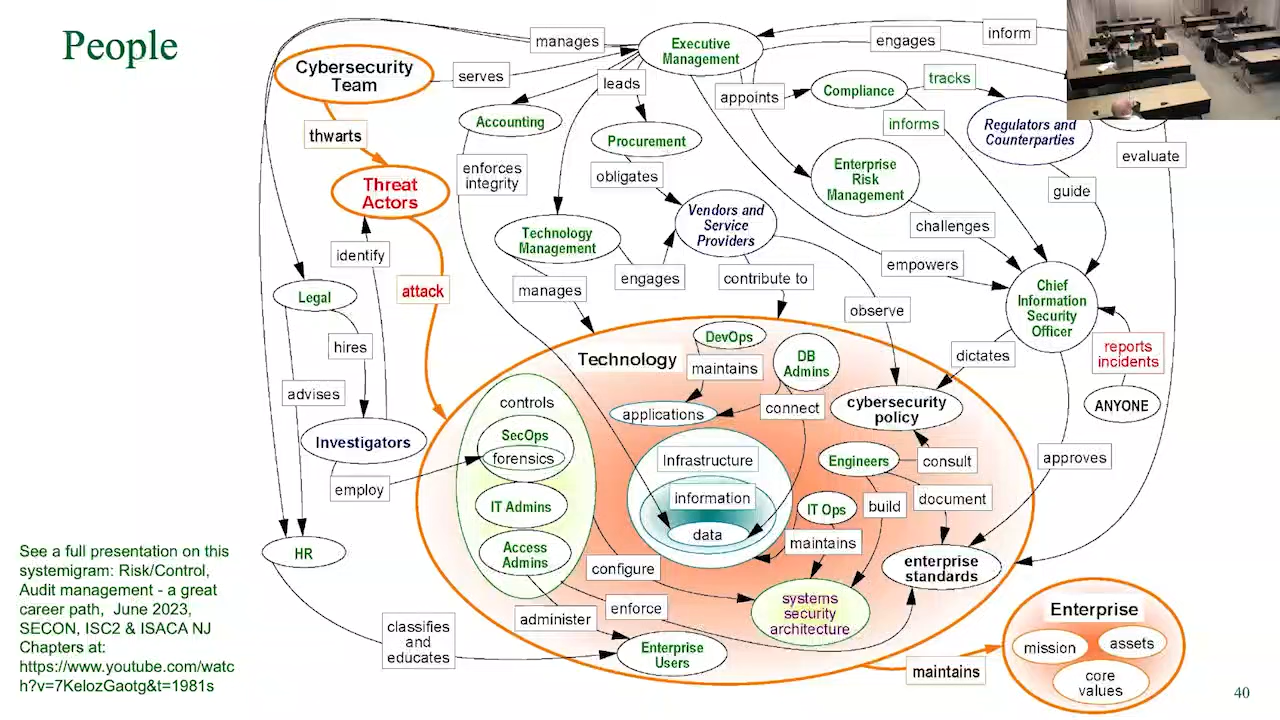 People
manages
Executive
Management
engages
inform
Cybersecurity
Team
serves
leads
appoints
Compliance
tracks
Accounting
thwarts
Procurement
informs
Regulators and
Counterparties
evaluate
enforces
integrity
obligates
Enterprise
Risk
Management
guide
Threat
Actors
Vendors and
Service
Providers
challenges
Technology
Management
identify
engages
contribute to
empowers
attack
manages
Legal
observe
Chief
Information
Security
Officer
hires
Technology
DevOps
maintains
DB
Admins
dictates
reports
incidents
advises
controls
applications
connect
cybersecurity
policy
ANYONE
Investigators
SecOps
forensics
Infrastructure
Engineers
consult
approves
employ
information
document
IT Admins
IT Ops
build
data
maintains
HR
Access
Admins
configure
enterprise
standards
systems
security
architecture
enforce
administer
classifies
and
educates
Enterprise
Users
maintains
Enterprise
mission
assets
core
values
See a full presentation on this
systemigram: Risk/Control,
Audit management - a great
career path, June 2023,
SECON, ISC2 & ISACA NJ
Chapters at:
https://www.youtube.com/watc
h?v=7KelozGaotg&t=1981s
40